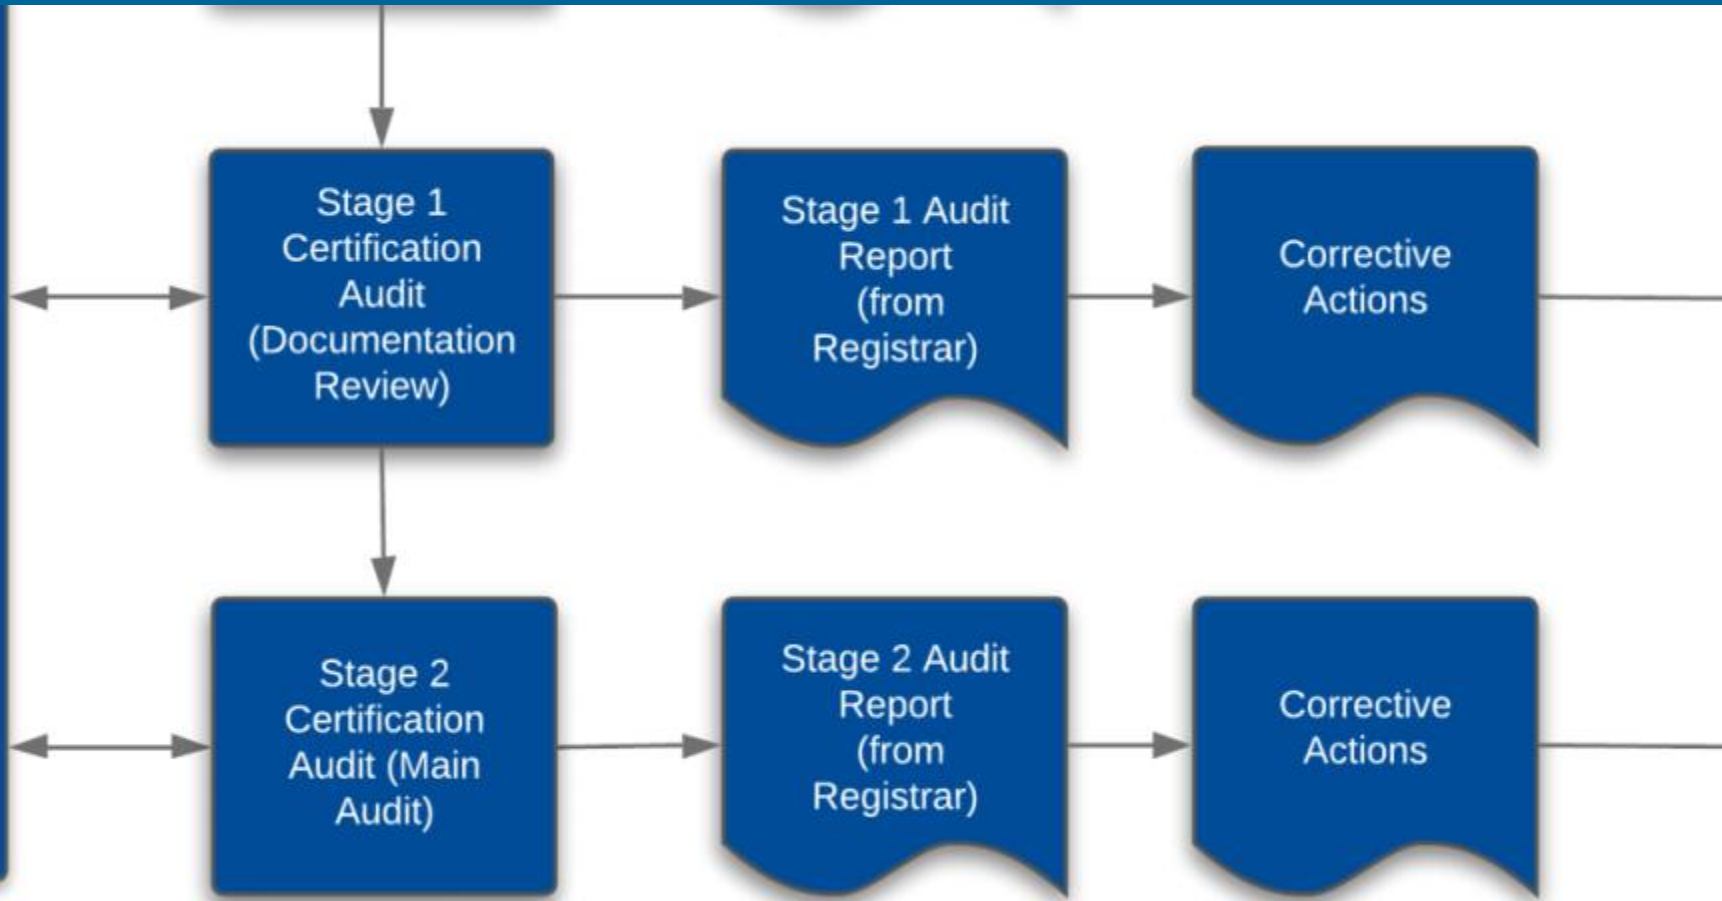 Stage 1
Certification
Audit
(Documentation
Review)
Stage 1 Audit
Report
(from
Registrar)
Corrective
Actions
Stage 2
Certification
Audit (Main
Audit)
Stage 2 Audit
Report
(from
Registrar)
Corrective
Actions